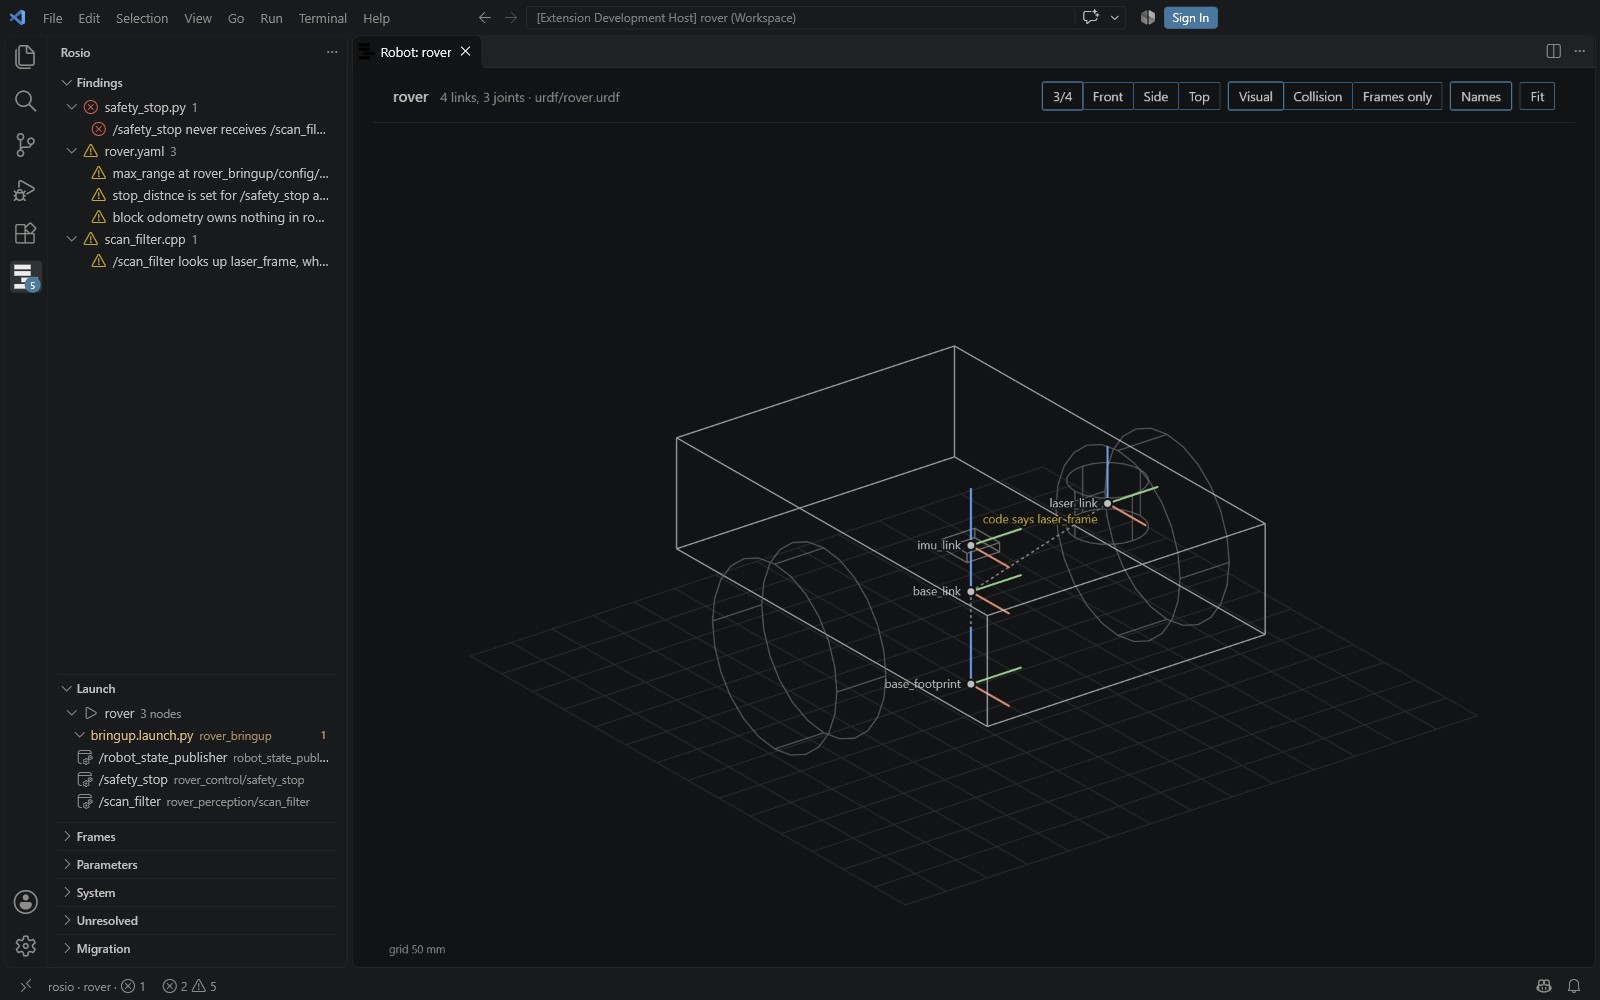 File Edit Selection View Go Run Terminal Help
[Extension Development Host] rover (Workspace)
Sign In
Rosio
Robot: rover
Findings
safety_stop.py 1
/safety_stop never receives /scan_fil...
rover.yaml 3
max_range at rover_bringup/config/...
stop_distnce is set for /safety_stop a...
block odometry owns nothing in ro...
scan_filter.cpp 1
/scan_filter looks up laser_frame, wh...
5
rover 4 links, 3 joints · urdf/rover.urdf
3/4 Front Side Top Visual Collision Frames only Names Fit
laser_link
code says laser_frame
imu_link
base_link
base_footprint
grid 50 mm
Launch
rover 3 nodes
bringup.launch.py rover_bringup 1
/robot_state_publisher robot_state_publ...
/safety_stop rover_control/safety_stop
/scan_filter rover_perception/scan_filter
Frames
Parameters
System
Unresolved
Migration
rosio · rover · 1 2 5